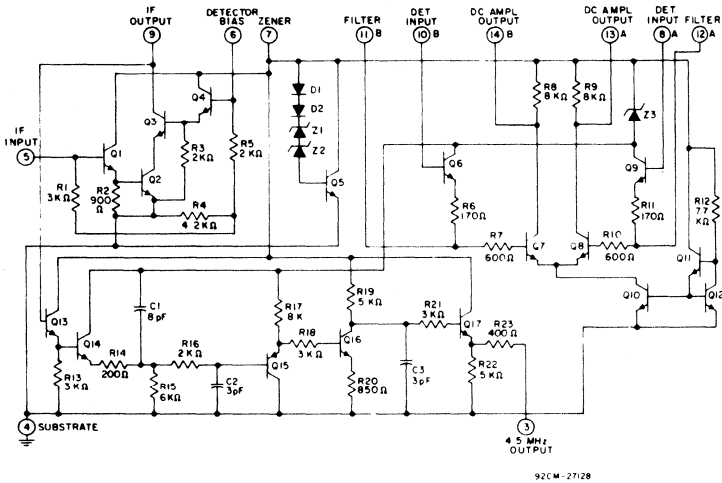 IF OUTPUT
9
DETECTOR BIAS
6
ZENER
7
FILTER
11 B
DET INPUT
10 B
DC AMPL OUTPUT
14 B
DC AMPL OUTPUT
13 A
DET INPUT
8 A
FILTER
12 A
IF INPUT
5
Q1
Q2
Q3
Q4
R1
3KΩ
R2
900
Ω
R3
2KΩ
R4
4 2KΩ
R5
2 KΩ
D1
D2
Z1
Z2
Q5
Q6
R6
170Ω
R7
600Ω
Q7
R8
8 KΩ
R9
8KΩ
Q8
R10
600Ω
Z3
Q9
R11
170Ω
R12
7.7
KΩ
Q11
Q10
Q12
Q13
R13
3 KΩ
Q14
R14
200Ω
C1
8 pF
R15
6KΩ
R16
2 KΩ
C2
3pF
R17
8 K
Q15
R18
3 KΩ
R19
5 KΩ
Q16
R20
850Ω
C3
3 pF
R21
3 KΩ
Q17
R22
5 KΩ
R23
400Ω
4
SUBSTRATE
3
4 5 MHz
OUTPUT
92CM-27128